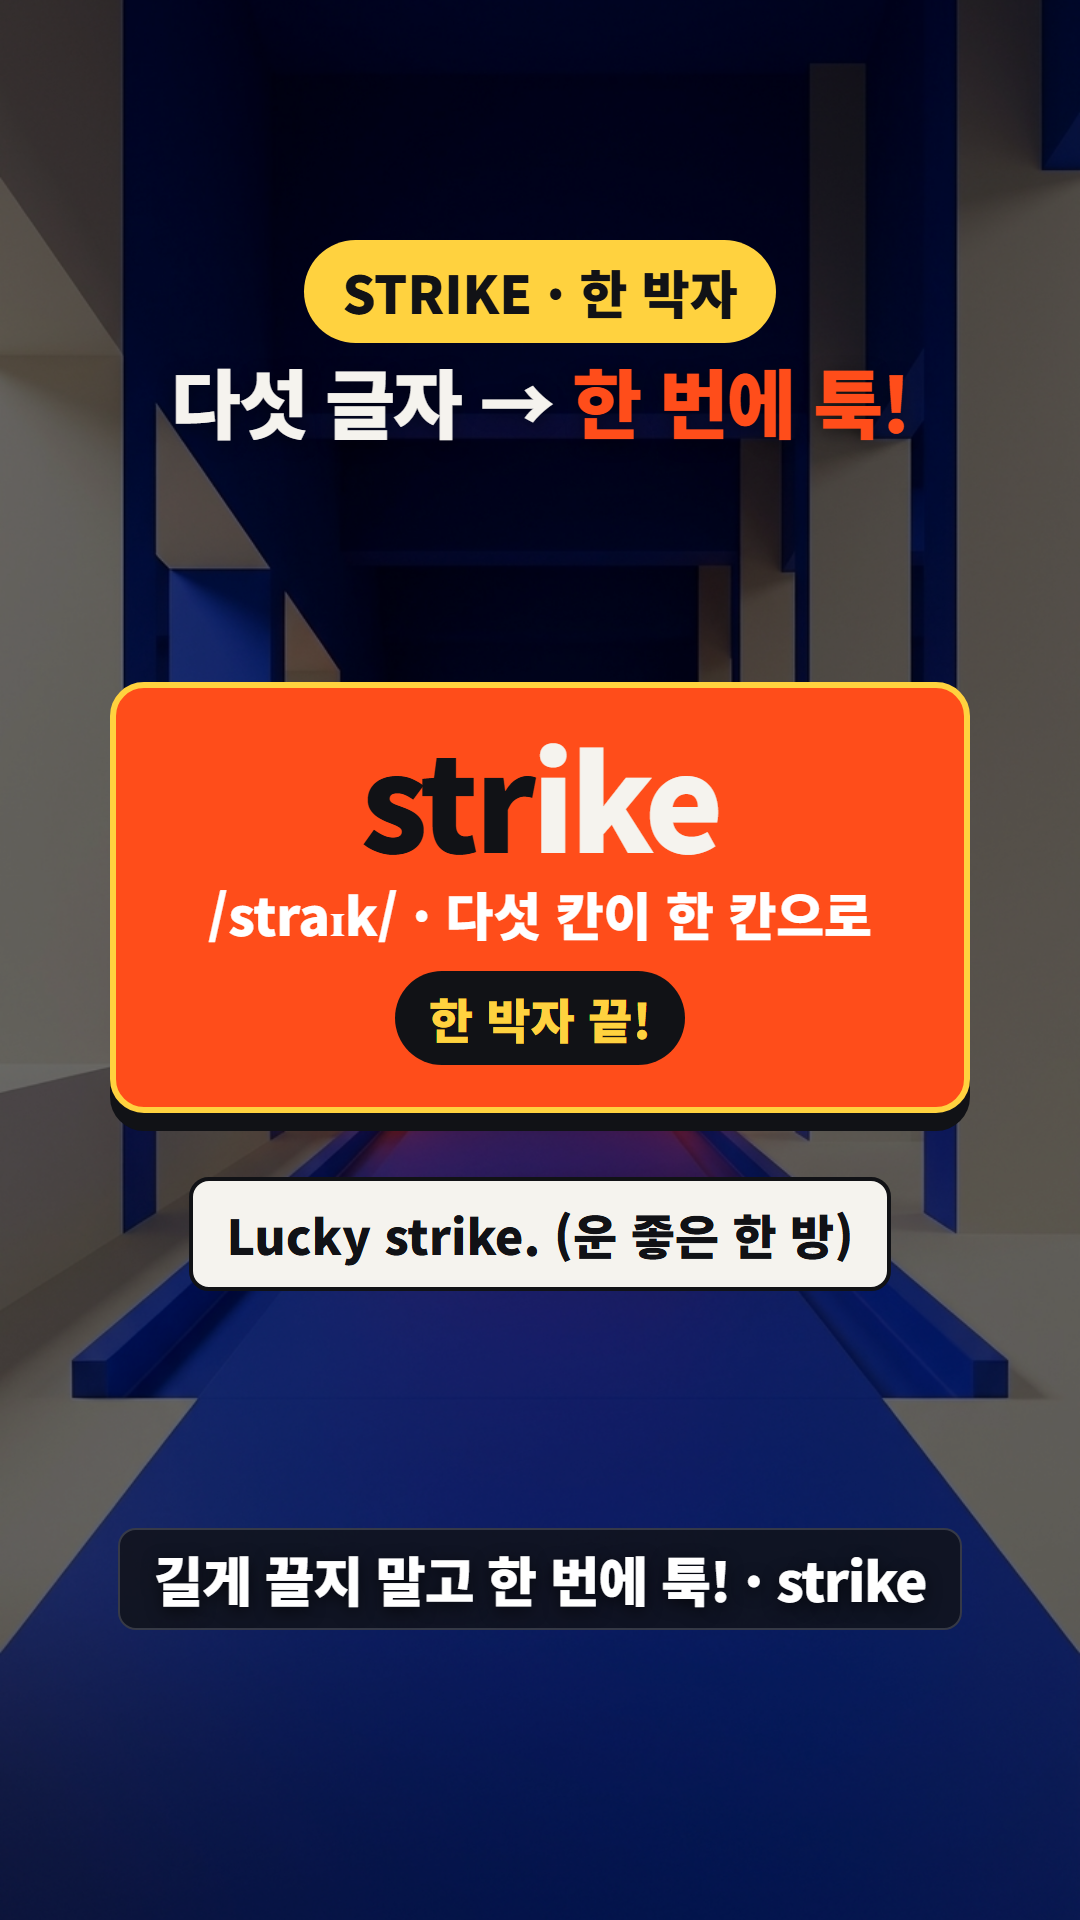 STRIKE · 한 박자
다섯 글자 → 한 번에 툭!
strike
/straɪk/ · 다섯 칸이 한 칸으로
한 박자 끝!
Lucky strike. (운 좋은 한 방)
길게 끌지 말고 한 번에 툭! · strike